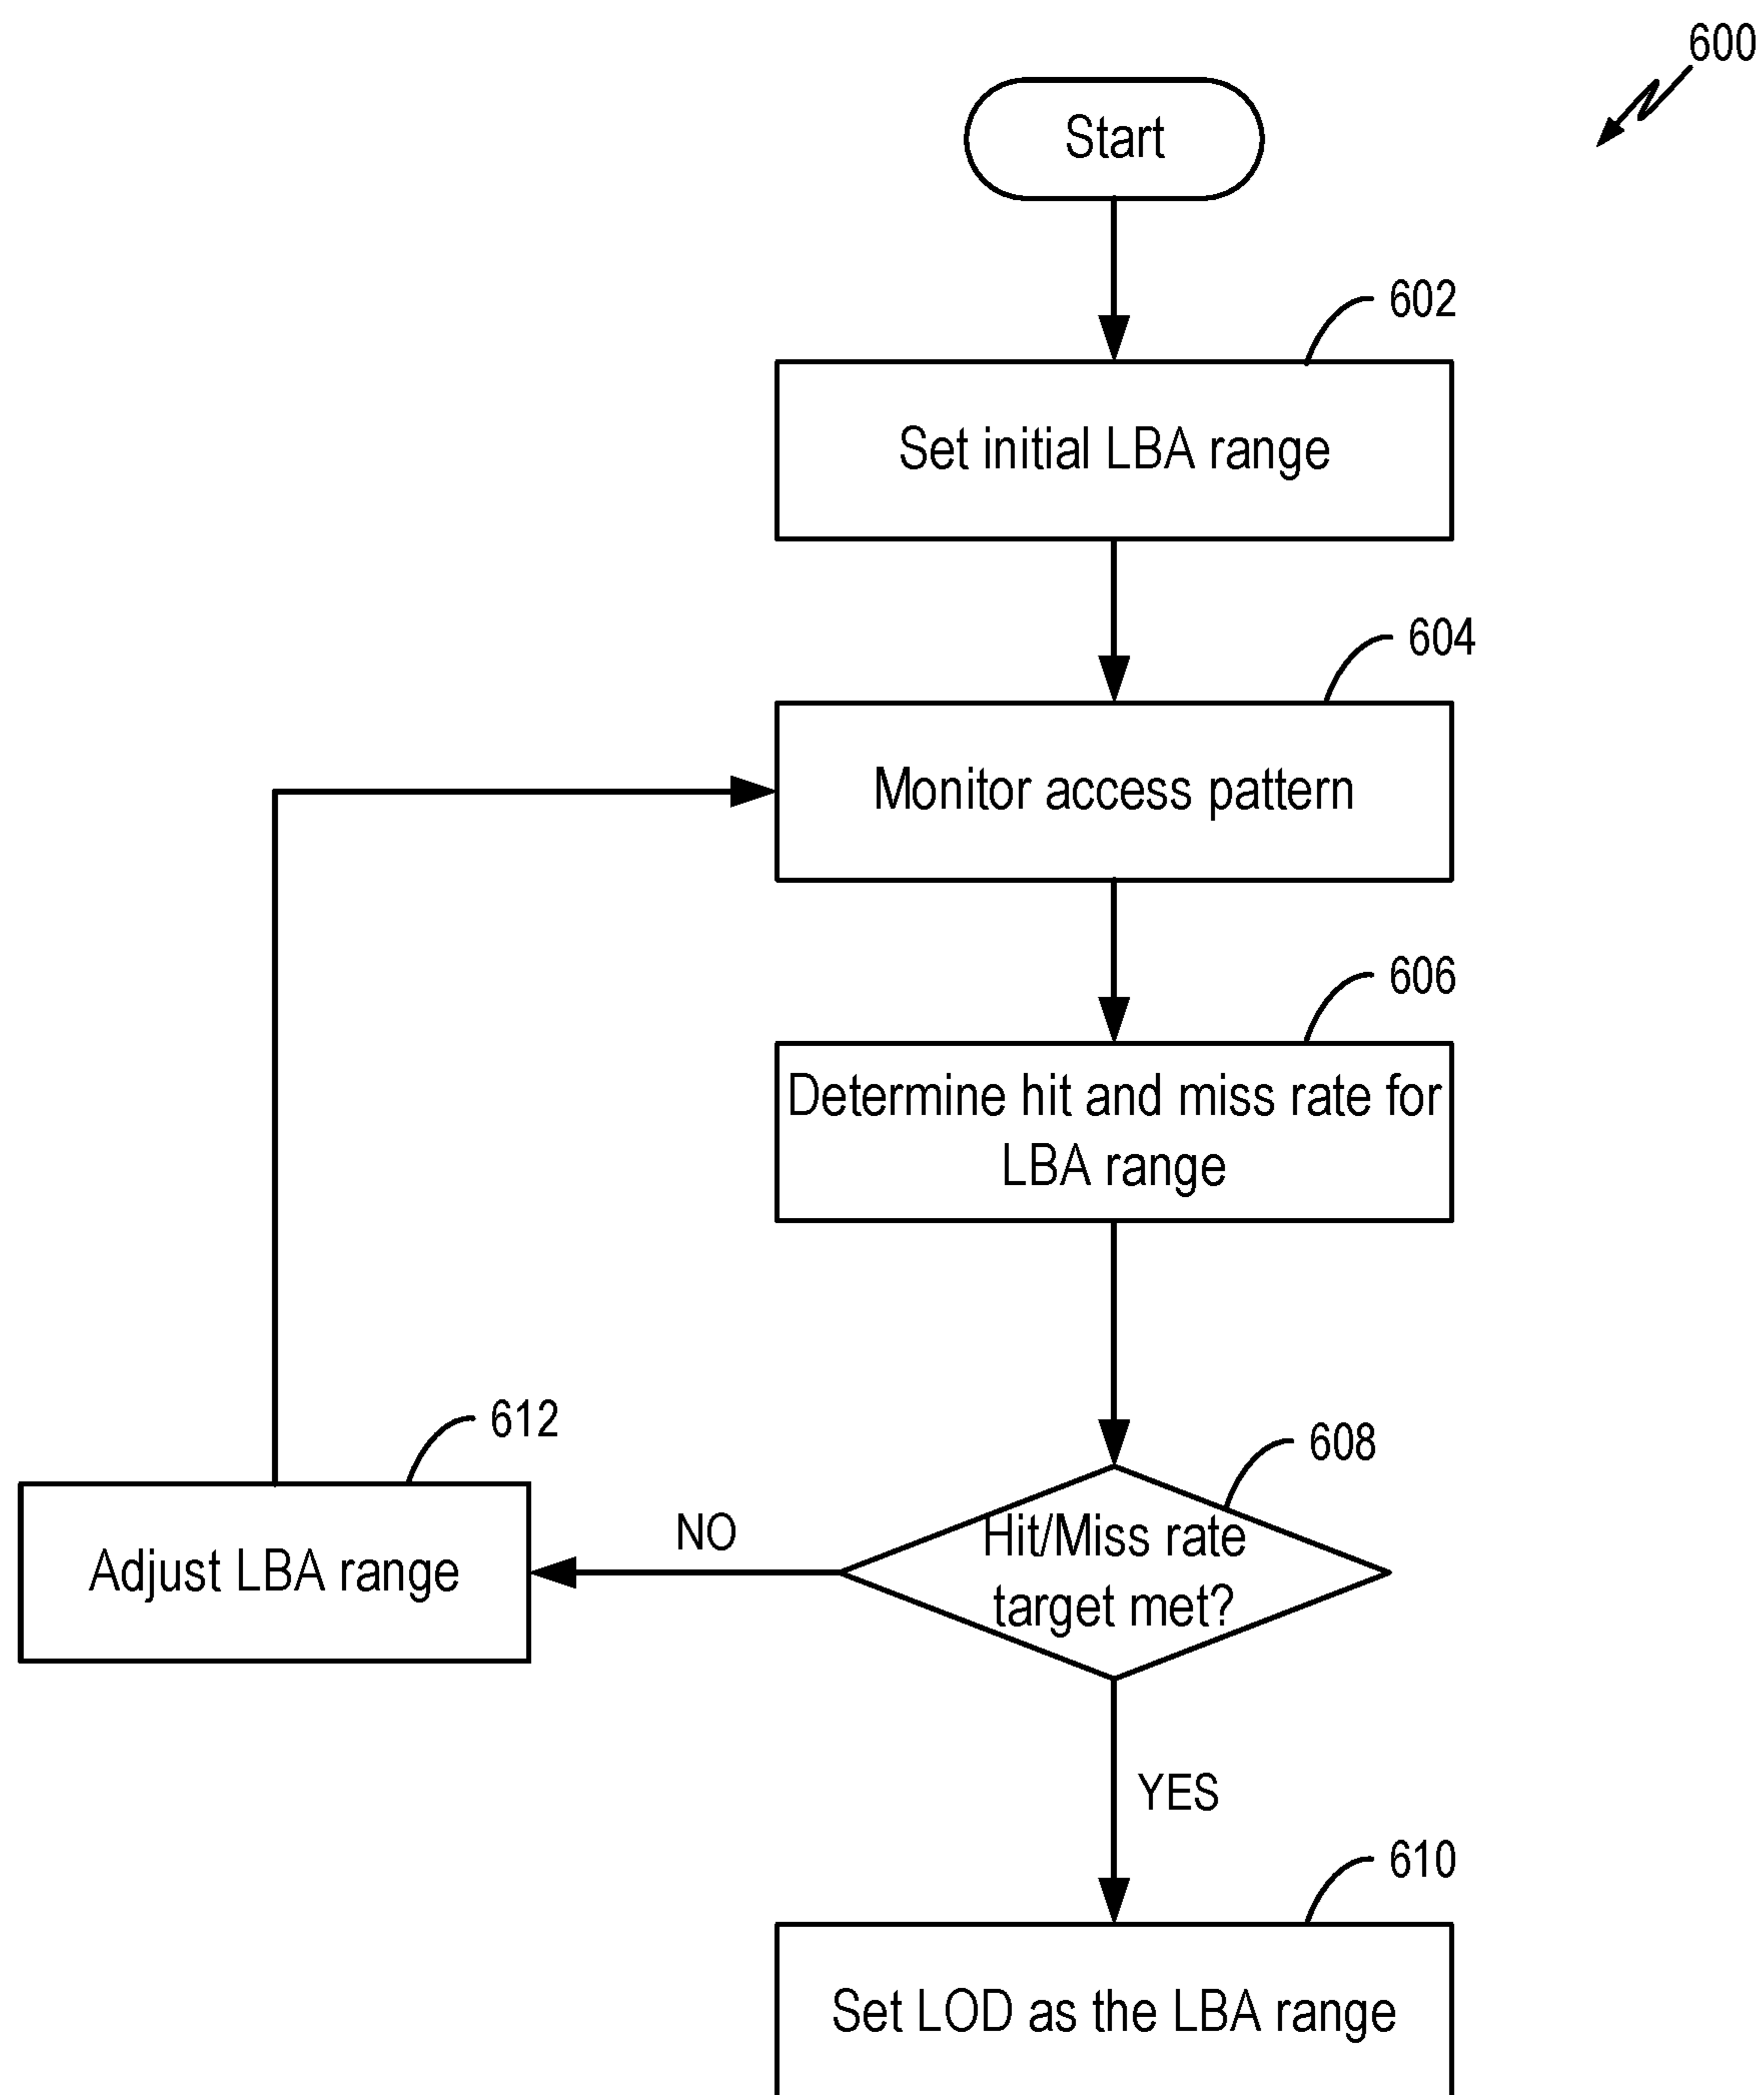 600
Start
602
Set initial LBA range
604
Monitor access pattern
606
Determine hit and miss rate for
LBA range
612
608
Adjust LBA range
NO
Hit/Miss rate
target met?
YES
610
Set LOD as the LBA range